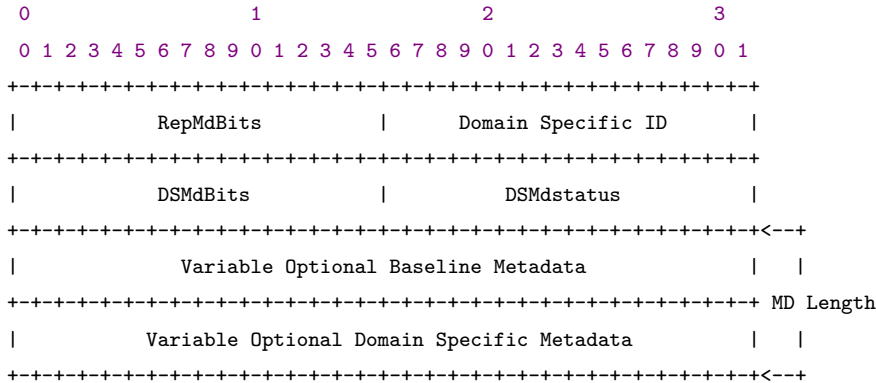 0                   1                   2                   3
 0 1 2 3 4 5 6 7 8 9 0 1 2 3 4 5 6 7 8 9 0 1 2 3 4 5 6 7 8 9 0 1
+-+-+-+-+-+-+-+-+-+-+-+-+-+-+-+-+-+-+-+-+-+-+-+-+-+-+-+-+-+-+-+-+
|            RepMdBits          |      Domain Specific ID       |
+-+-+-+-+-+-+-+-+-+-+-+-+-+-+-+-+-+-+-+-+-+-+-+-+-+-+-+-+-+-+-+-+
|            DSMdBits           |          DSMdstatus           |
+-+-+-+-+-+-+-+-+-+-+-+-+-+-+-+-+-+-+-+-+-+-+-+-+-+-+-+-+-+-+-+-+<--+
|              Variable Optional Baseline Metadata              |   |
+-+-+-+-+-+-+-+-+-+-+-+-+-+-+-+-+-+-+-+-+-+-+-+-+-+-+-+-+-+-+-+-+ MD Length
|           Variable Optional Domain Specific Metadata          |   |
+-+-+-+-+-+-+-+-+-+-+-+-+-+-+-+-+-+-+-+-+-+-+-+-+-+-+-+-+-+-+-+-+<--+